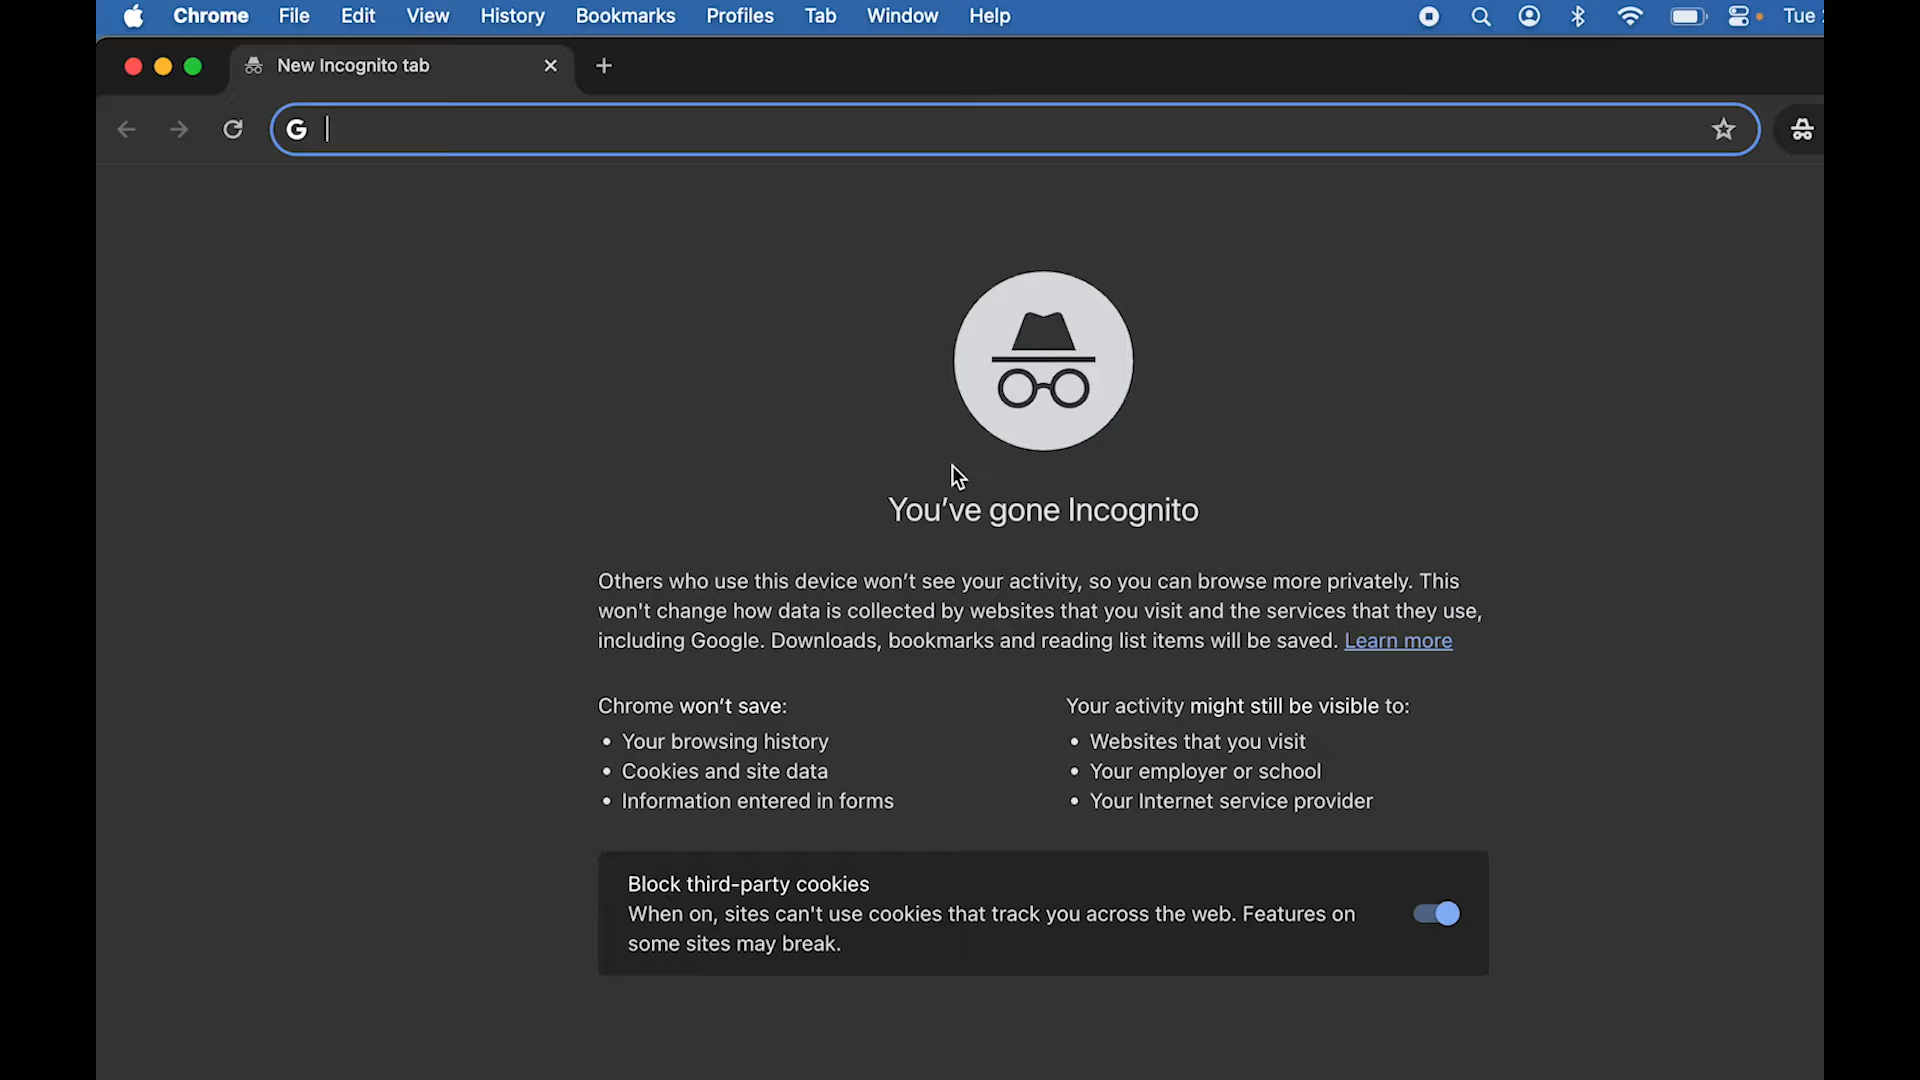 Chrome File Edit View History Bookmarks Profiles Tab Window Help Tue
New Incognito tab
You've gone Incognito
Others who use this device won't see your activity, so you can browse more privately. This
won't change how data is collected by websites that you visit and the services that they use,
including Google. Downloads, bookmarks and reading list items will be saved. Learn more
Chrome won't save:
• Your browsing history
• Cookies and site data
• Information entered in forms
Your activity might still be visible to:
• Websites that you visit
• Your employer or school
• Your Internet service provider
Block third-party cookies
When on, sites can't use cookies that track you across the web. Features on
some sites may break.